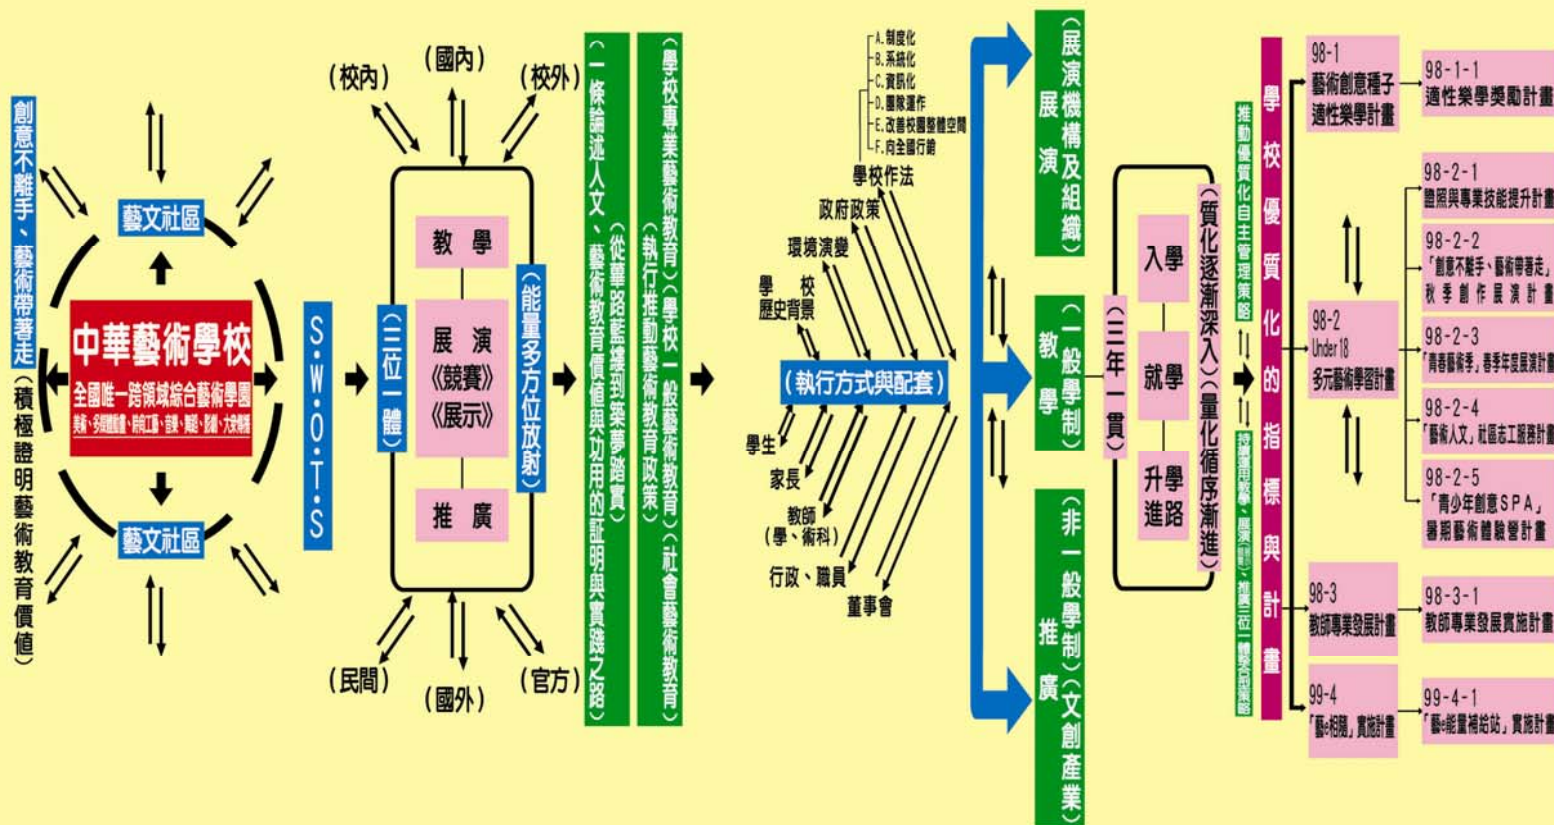 創意不離手、藝術帶著走
(積極證明藝術教育價值)
藝文社區
中華藝術學校
全國唯一跨領域綜合藝術學園
藝文社區
S.W.O.T.S
(校內)
(國內)
(校外)
(三位一體)
教學
展演
《競賽》
《展示》
推廣
(能量多方位放射)
(民間)
(國外)
(官方)
(一條論述人文、藝術教育價值與功用的証明與實踐之路)
(從篳路藍縷到築夢踏實)
(學校專業藝術教育)(學校一般藝術教育)(社會藝術教育)
(執行推動藝術教育政策)
A.制度化
B.系統化
C.資訊化
D.團隊運作
E.改善校園整體空間
F.向全國行銷
學校作法
政府政策
環境演變
學校
歷史背景
(執行方式與配套)
學生
家長
教師
(學、術科)
行政、職員
董事會
(展演機構及組織)
展演
(一般學制)
教學
(非一般學制)(文創產業)
推廣
(三年一貫)
入學
就學
升學
進路
(質化逐漸深入)(量化循序漸進)
推動優質化自主管理策略
學校優質化的指標與計畫
98-1
藝術創意種子
適性樂學計畫
98-1-1
適性樂學獎勵計畫
98-2
Under 18
多元藝術學習計畫
98-2-1
證照與專業技能提升計畫
98-2-2
「創意不離手、藝術帶著走」
秋季創作展演計畫
98-2-3
「青春藝術季」春季年度展演計畫
98-2-4
「藝術人文」社區志工服務計畫
98-2-5
「青少年創意SPA」
暑期藝術體驗營計畫
98-3
教師專業發展計畫
98-3-1
教師專業發展實施計畫
99-4
「藝e相隨」實施計畫
99-4-1
「藝e能量補給站」實施計畫